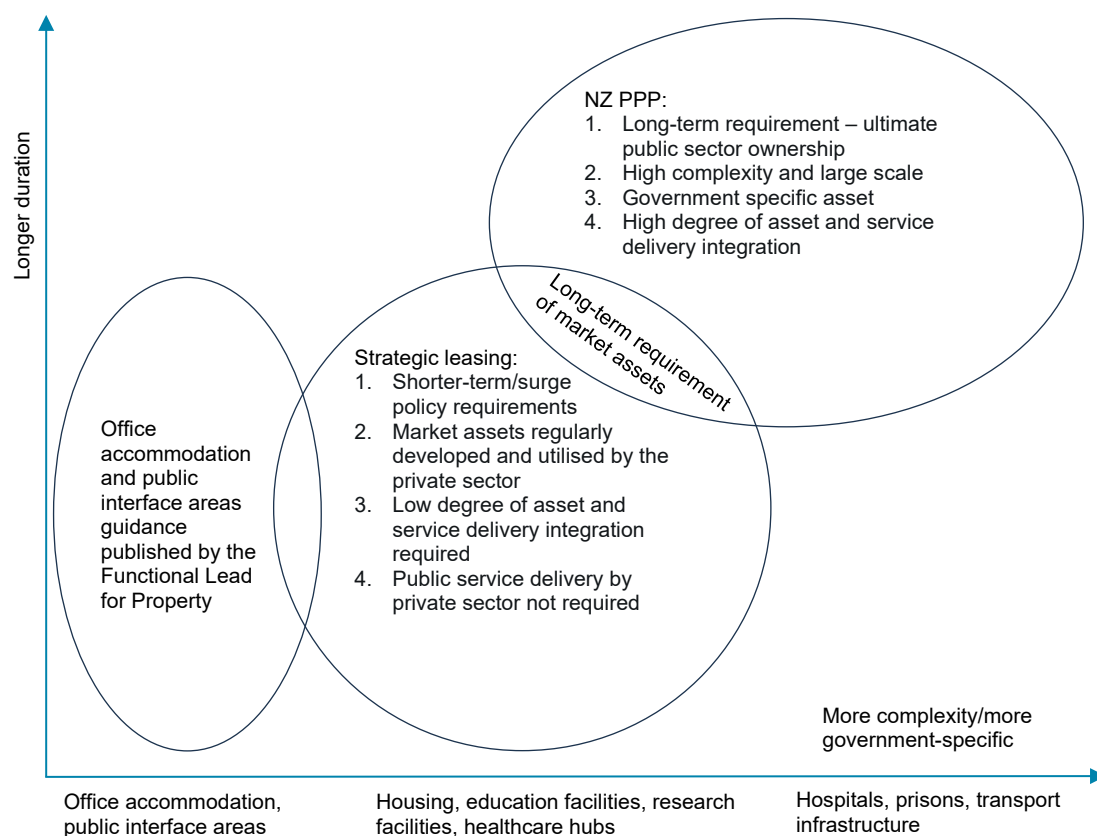 NZ PPP:
1. Long-term requirement – ultimate
public sector ownership
2. High complexity and large scale
3. Government specific asset
4. High degree of asset and service
delivery integration
Longer duration
Long-term requirement
of market assets
Strategic leasing:
1. Shorter-term/surge
policy requirements
2. Market assets regularly
developed and utilised by the
private sector
3. Low degree of asset and
service delivery integration
required
4. Public service delivery by
private sector not required
Office
accommodation
and public
interface areas
guidance
published by the
Functional Lead
for Property
More complexity/more
government-specific
Office accommodation,
public interface areas
Housing, education facilities, research
facilities, healthcare hubs
Hospitals, prisons, transport
infrastructure